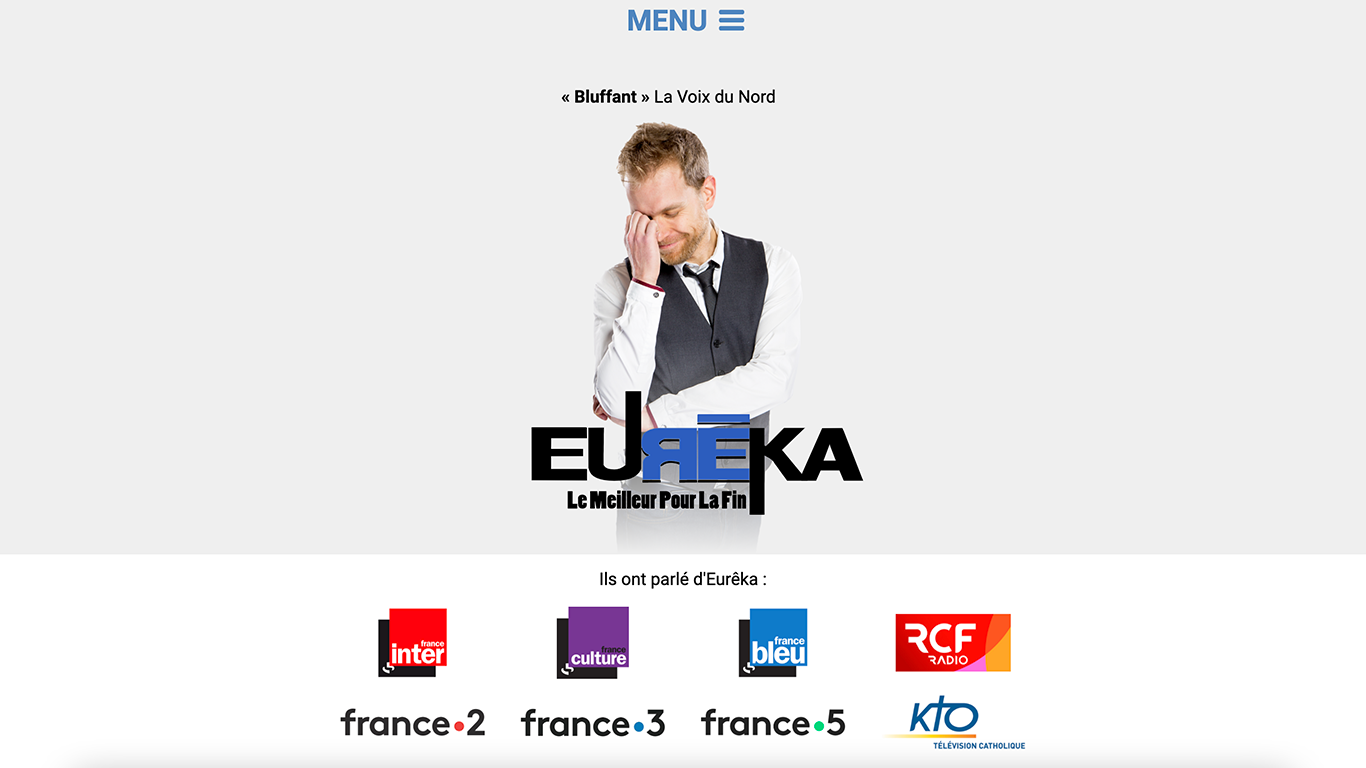 MENU
« Bluffant » La Voix du Nord
EURÊKA
Le Meilleur Pour La Fin
Ils ont parlé d'Eurêka :
france
inter
france
culture
france
bleu
RCF
RADIO
france•2
france•3
france•5
KTO
TÉLÉVISION CATHOLIQUE